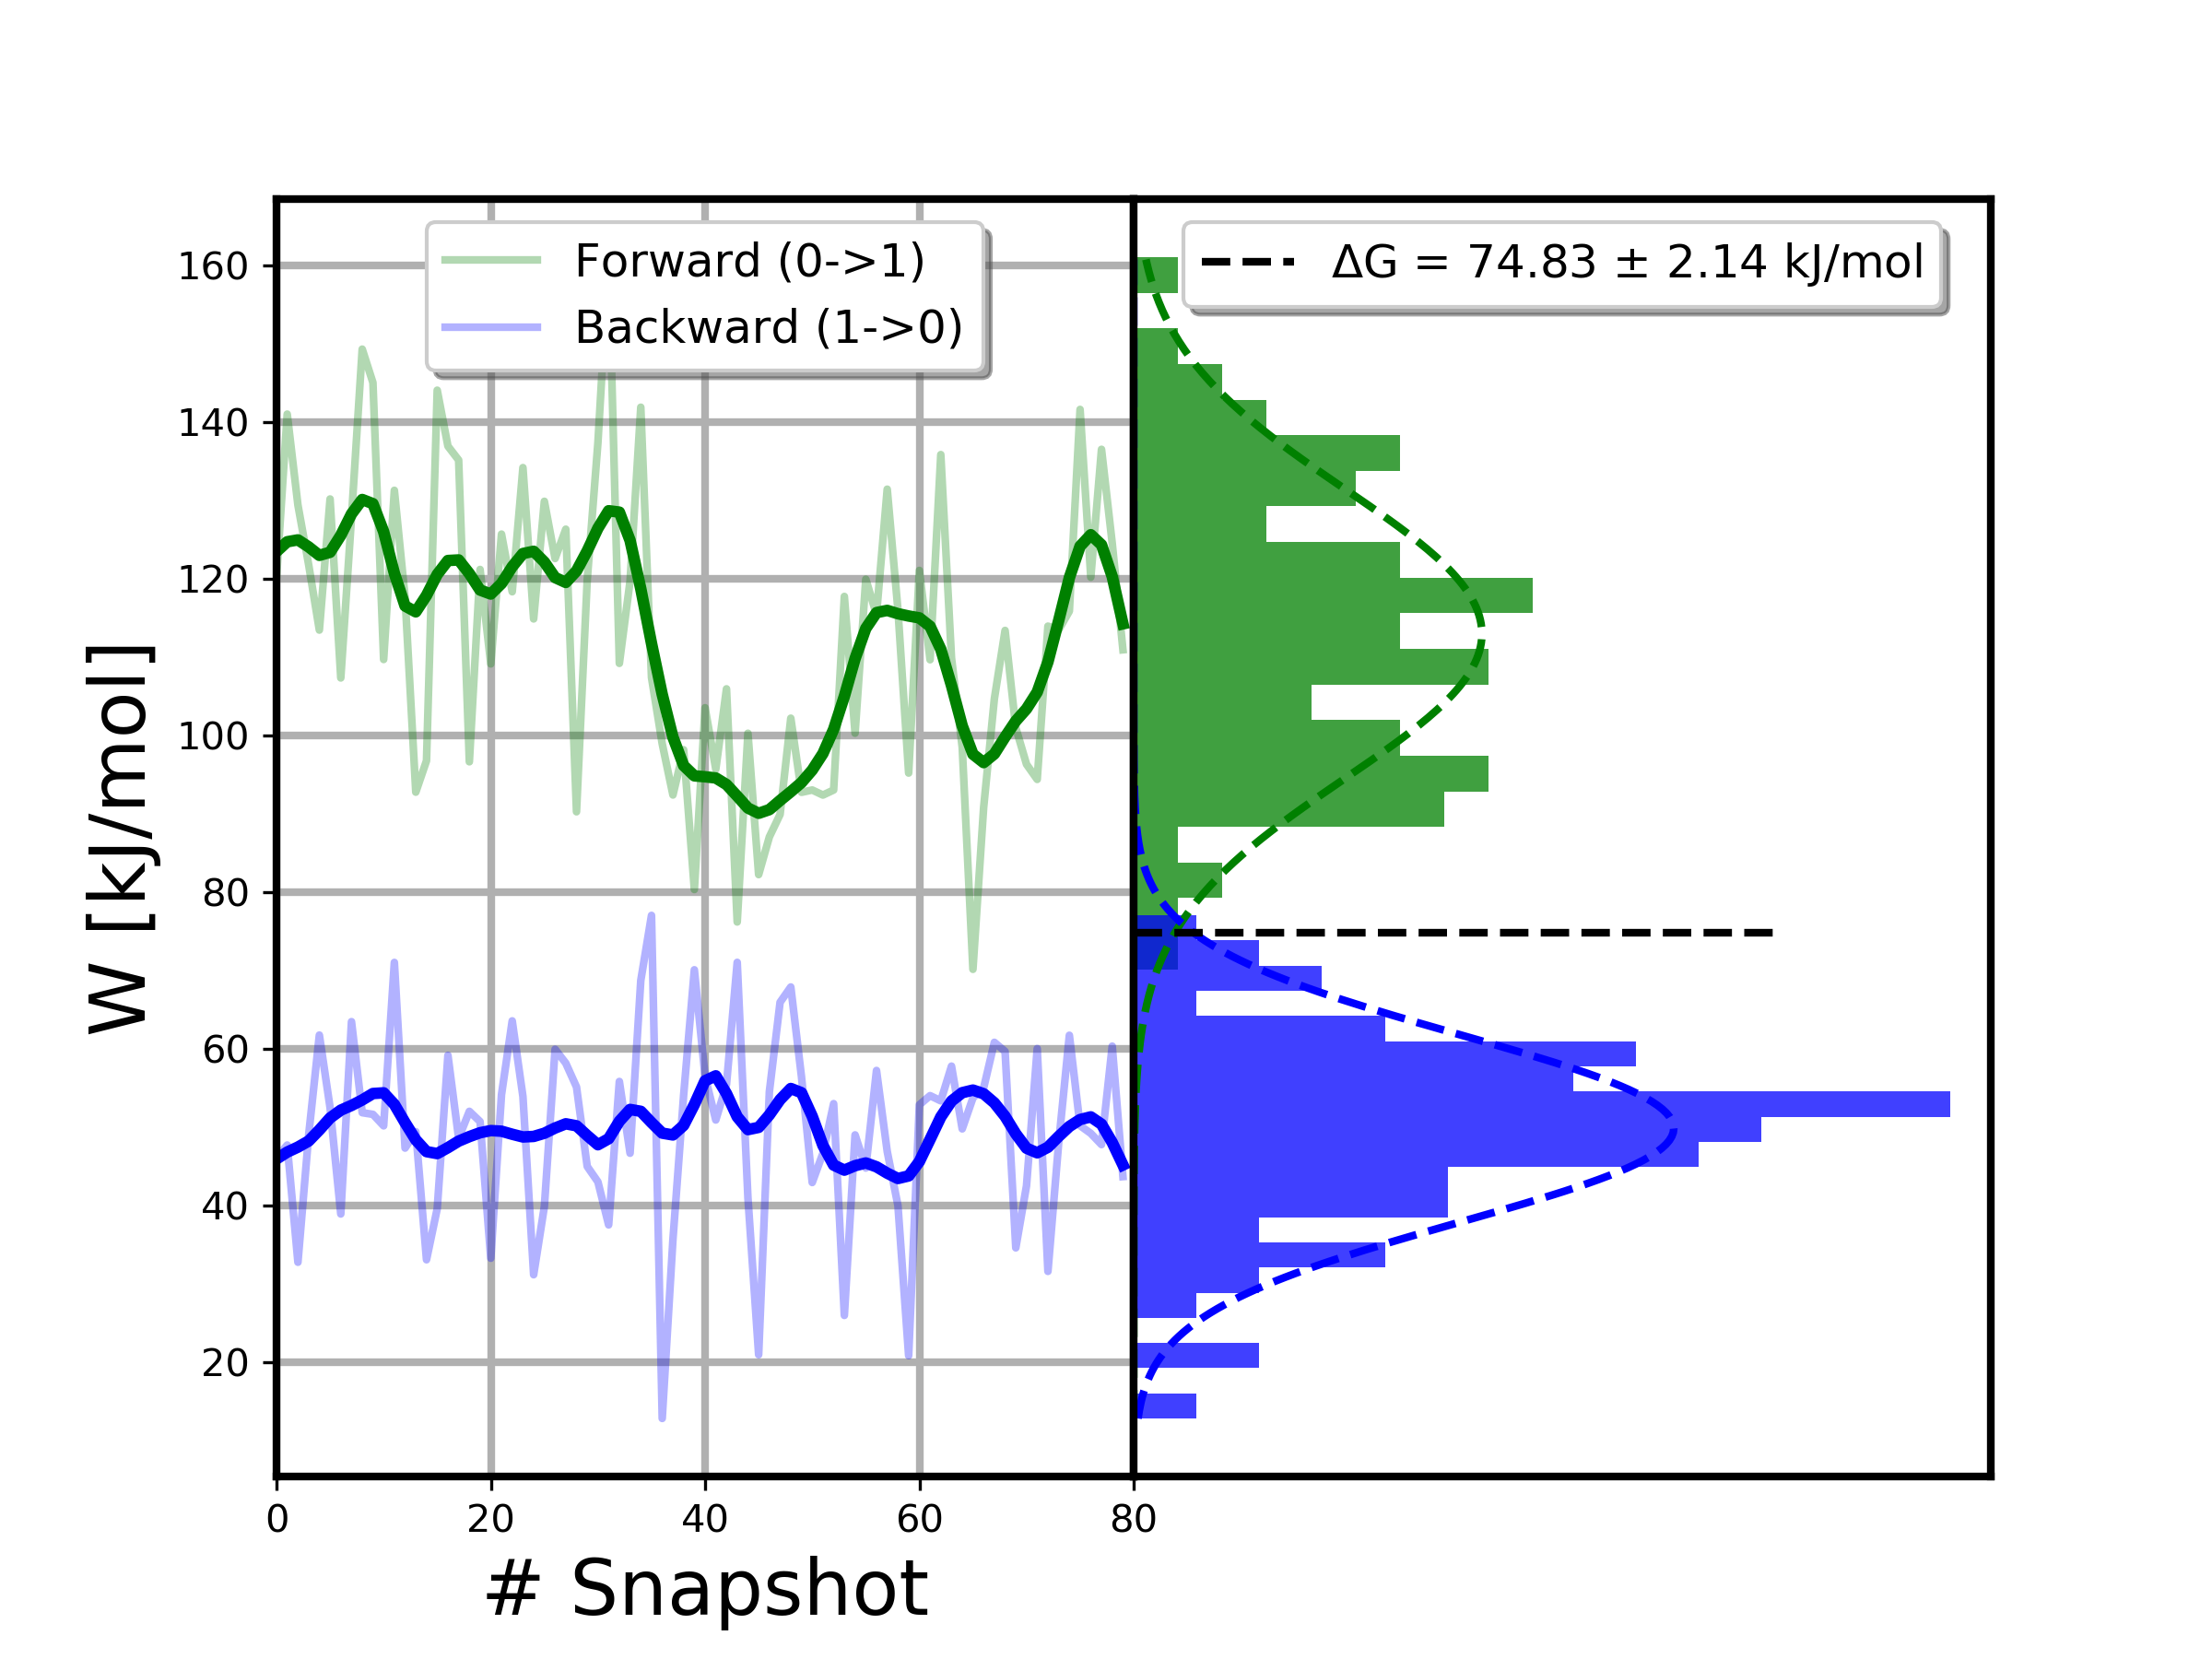 Forward (0->1)
Backward (1->0)
ΔG = 74.83 ± 2.14 kJ/mol
W [kJ/mol]
160
140
120
100
80
60
40
20
0 20 40 60 80
# Snapshot